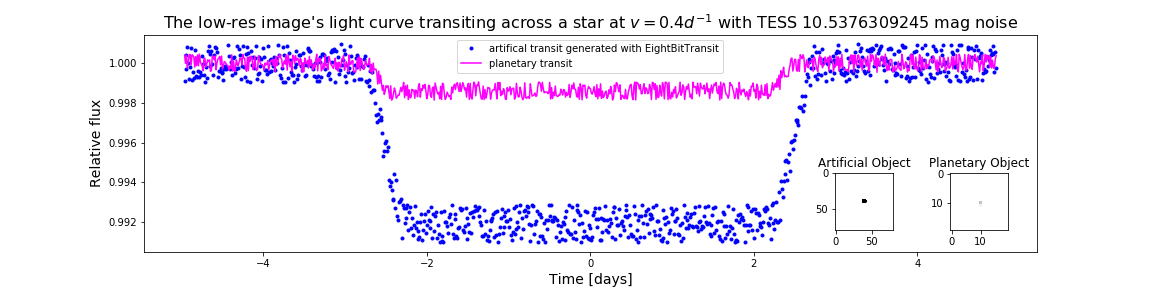 The low-res image's light curve transiting across a star at v = 0.4d⁻¹ with TESS 10.5376309245 mag noise
artifical transit generated with EightBitTransit
planetary transit
Relative flux
1.000
0.998
0.996
0.994
0.992
Artificial Object
0
50
0
50
Planetary Object
0
10
0
10
−4
−2
0
2
4
Time [days]